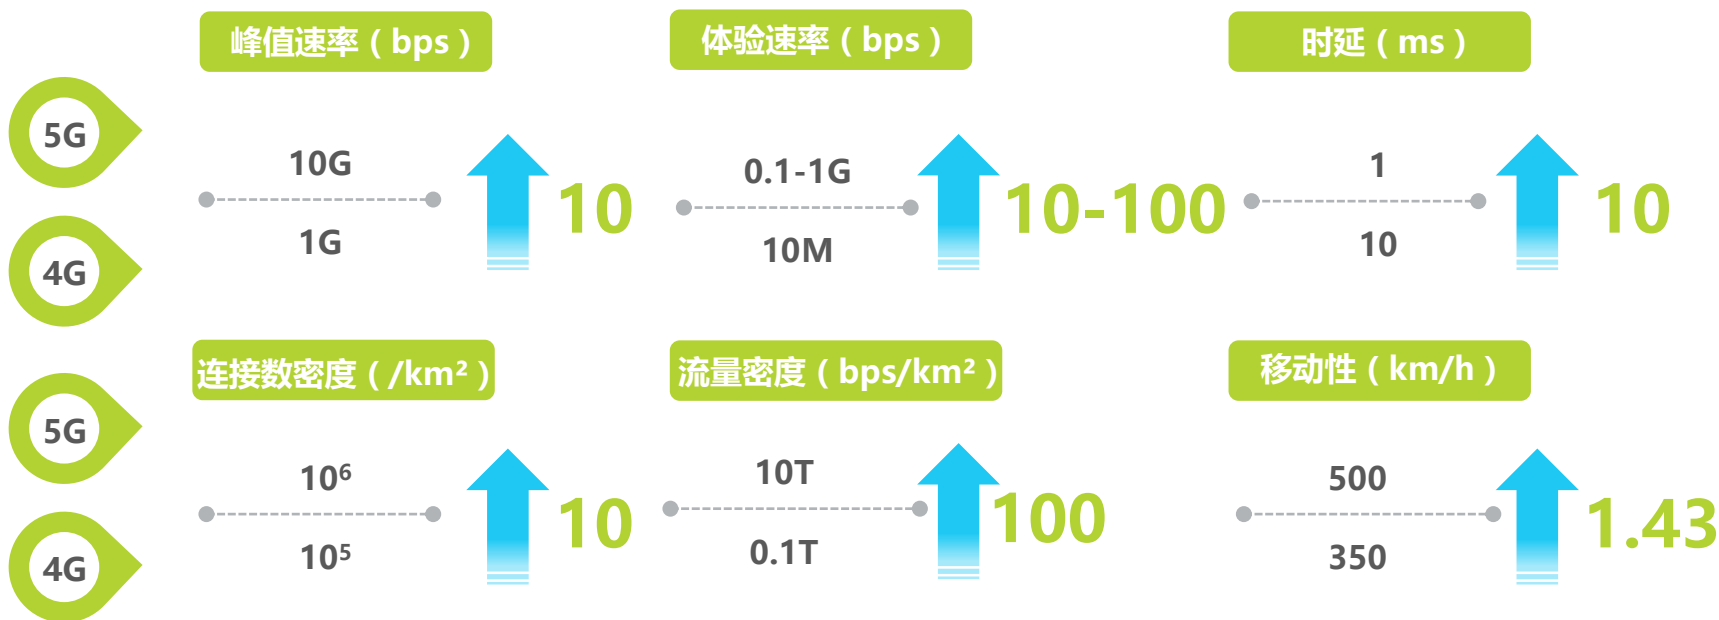 峰值速率（bps）
体验速率（bps）
时延（ms）
5G
10G
0.1-1G
1
10
10-100
10
4G
1G
10M
10
连接数密度（/km²）
流量密度（bps/km²）
移动性（km/h）
5G
10⁶
10T
500
10
100
1.43
4G
10⁵
0.1T
350